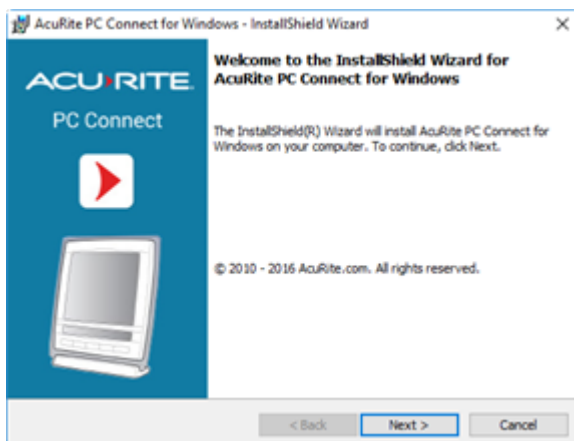 AcuRite PC Connect for Windows - InstallShield Wizard
ACU RITE
PC Connect
Welcome to the InstallShield Wizard for
AcuRite PC Connect for Windows
The InstallShield(R) Wizard will install AcuRite PC Connect for
Windows on your computer. To continue, click Next.
© 2010 - 2016 AcuRite.com. All rights reserved.
< Back
Next >
Cancel